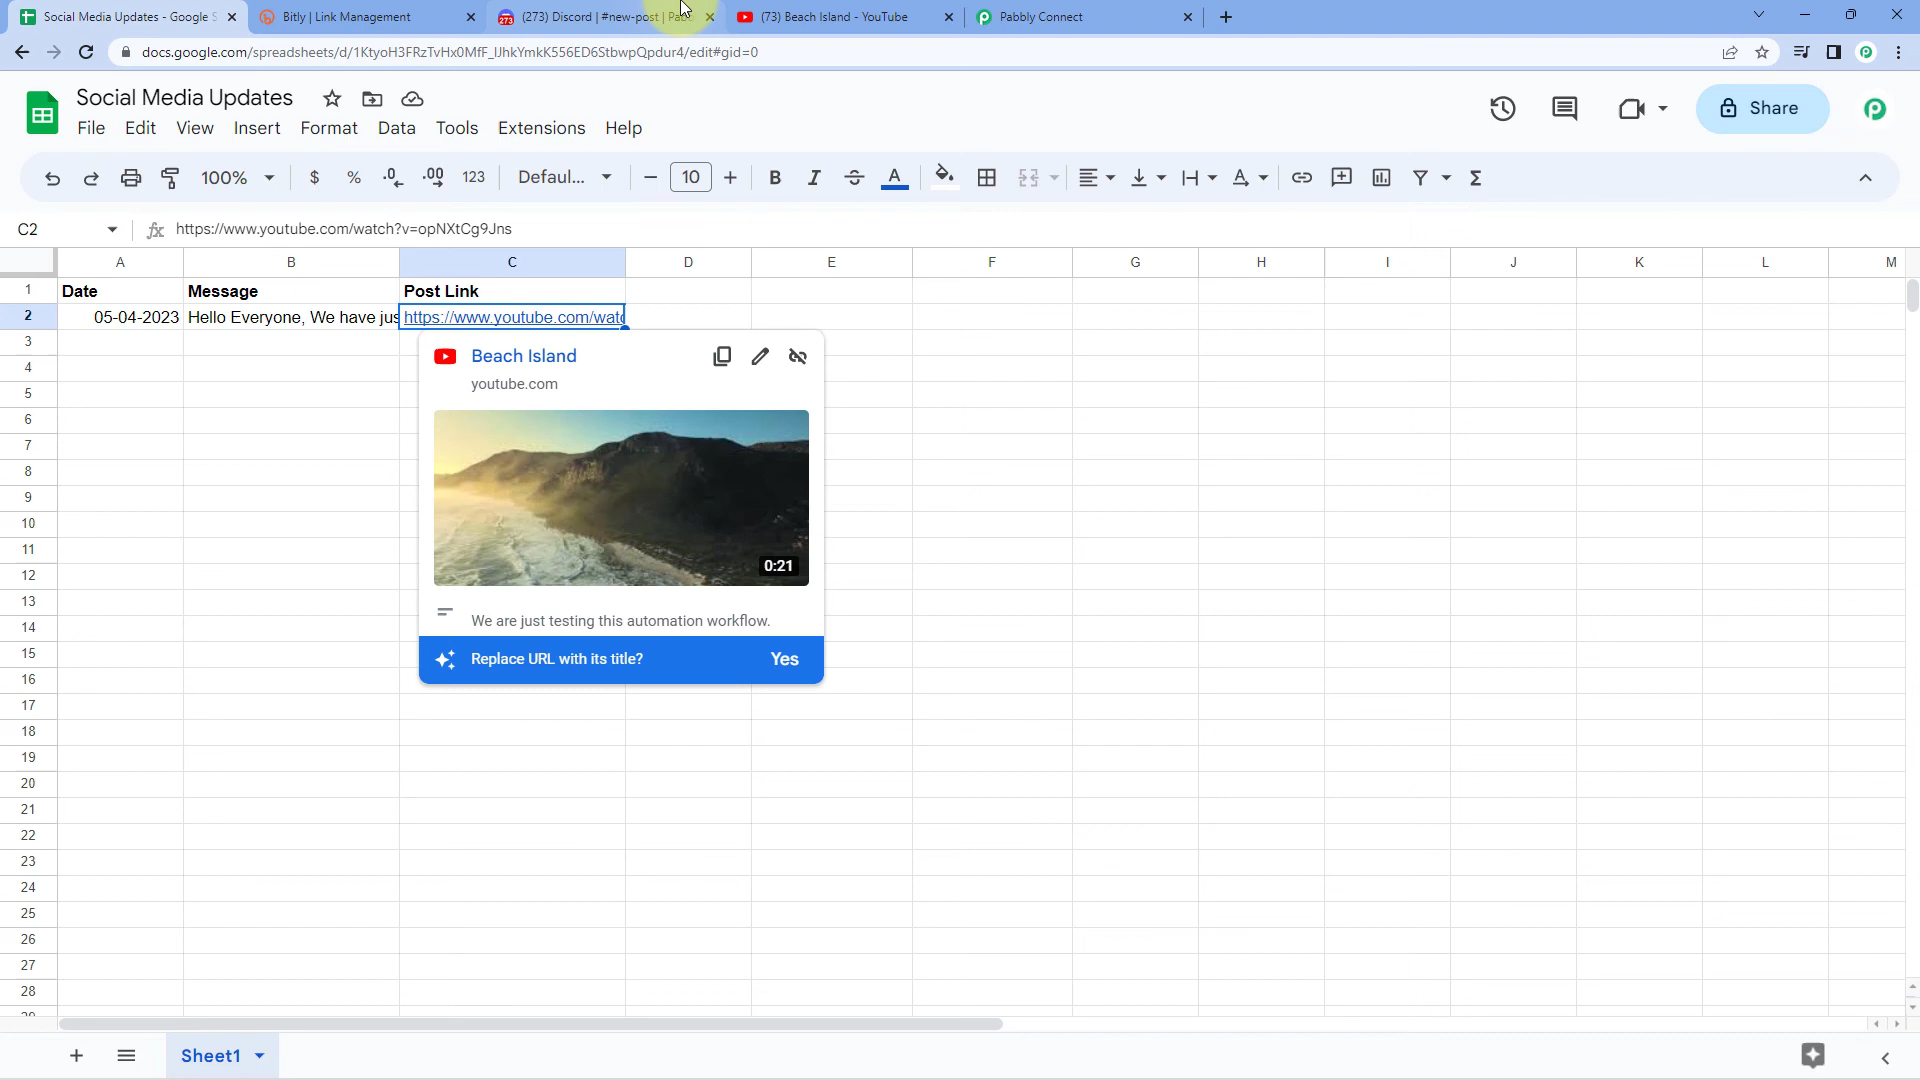 Social Media Updates - Google S
Bitly | Link Management
273
(273) Discord | #new-post | Pab
(73) Beach Island - YouTube
Pabbly Connect
docs.google.com/spreadsheets/d/1KtyoH3FRzTvHx0MfF_lJhkYmkK556ED6StbwpQpdur4/edit#gid=0
Social Media Updates
Share
File Edit View Insert Format Data Tools Extensions Help
100% $ % .0 .00 123 Defaul... 10 B I A
C2 fx https://www.youtube.com/watch?v=opNXtCg9Jns
A B C D E F G H I J K L M
1 Date Message Post Link
2 05-04-2023 Hello Everyone, We have jus https://www.youtube.com/watc
3
4
5
6
7
8
9
10
11
12
13
14
15
16
17
18
19
20
21
22
23
24
25
26
27
28
29
Beach Island
youtube.com
0:21
We are just testing this automation workflow.
Replace URL with its title? Yes
Sheet1